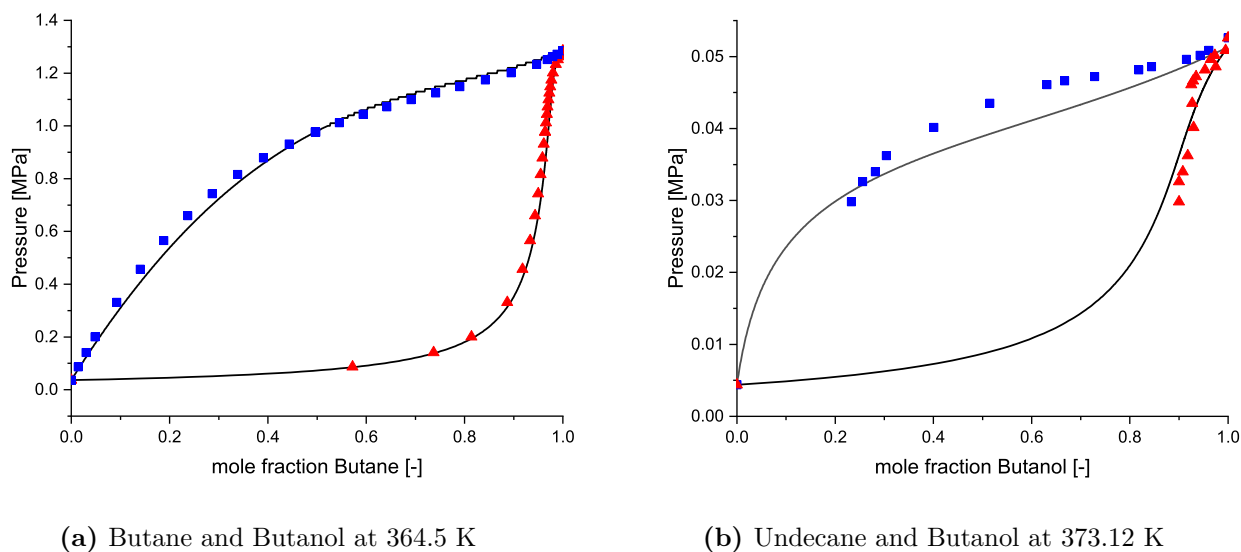 1.4
1.2
1.0
0.8
0.6
0.4
0.2
0.0
Pressure [MPa]
0.0 0.2 0.4 0.6 0.8 1.0
mole fraction Butane [-]
(a) Butane and Butanol at 364.5 K
0.05
0.04
0.03
0.02
0.01
0.00
Pressure [MPa]
0.0 0.2 0.4 0.6 0.8 1.0
mole fraction Butanol [-]
(b) Undecane and Butanol at 373.12 K